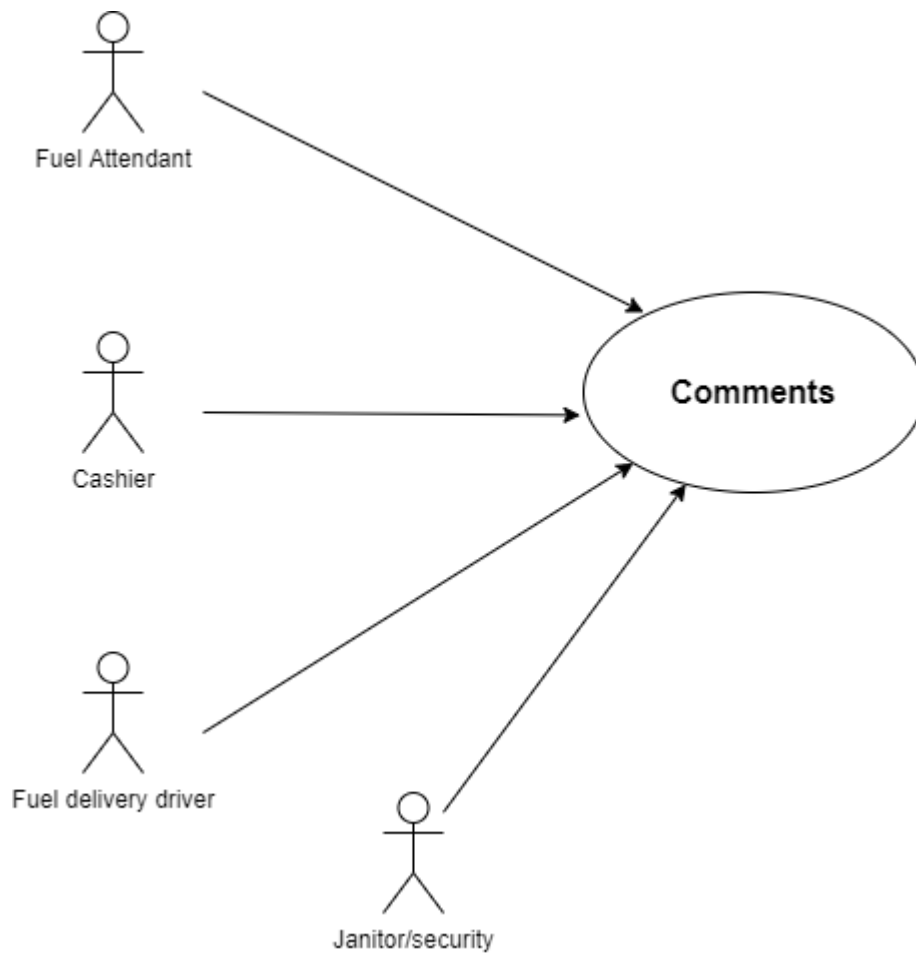 Fuel Attendant
Comments
Cashier
Fuel delivery driver
Janitor/security